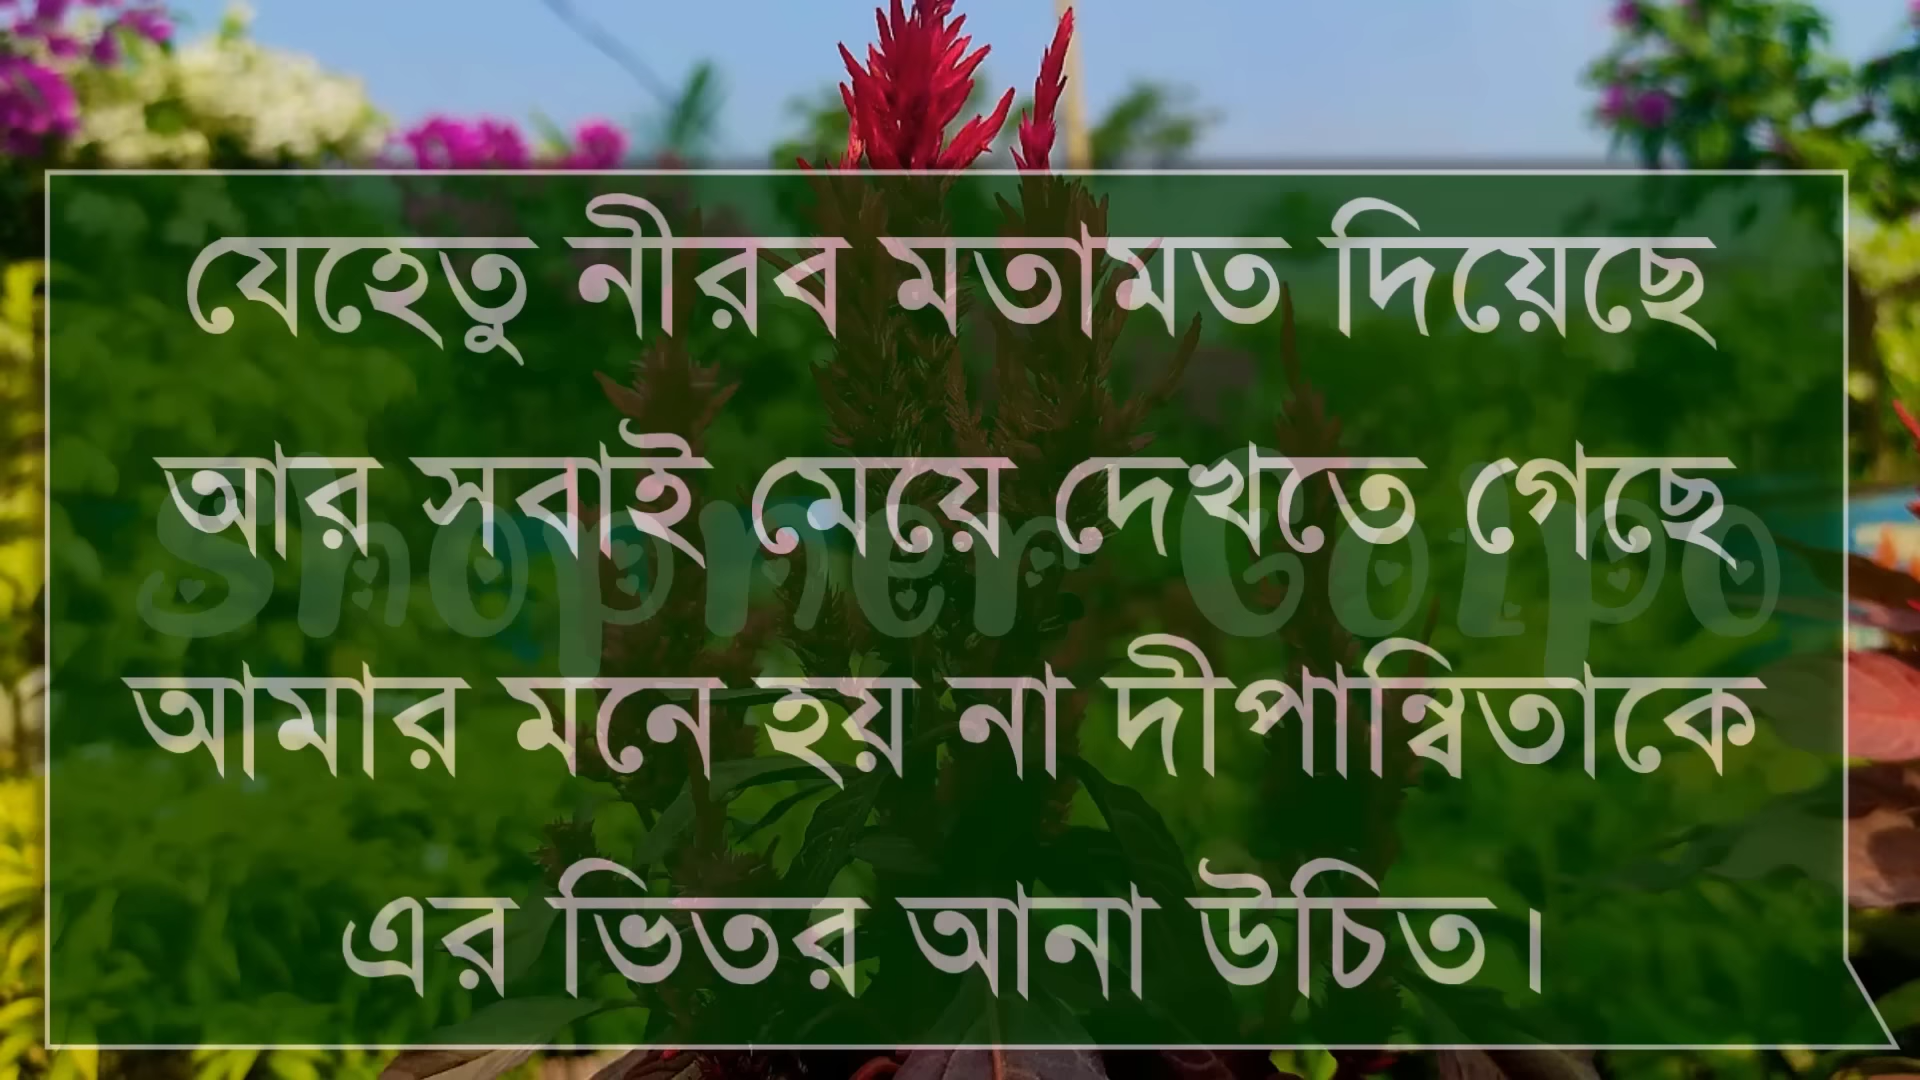 যেহেতু নীরব মতামত দিয়েছে
আর সবাই মেয়ে দেখতে গেছে
Shopner Golpo
আমার মনে হয় না দীপান্বিতাকে
এর ভিতর আনা উচিত।